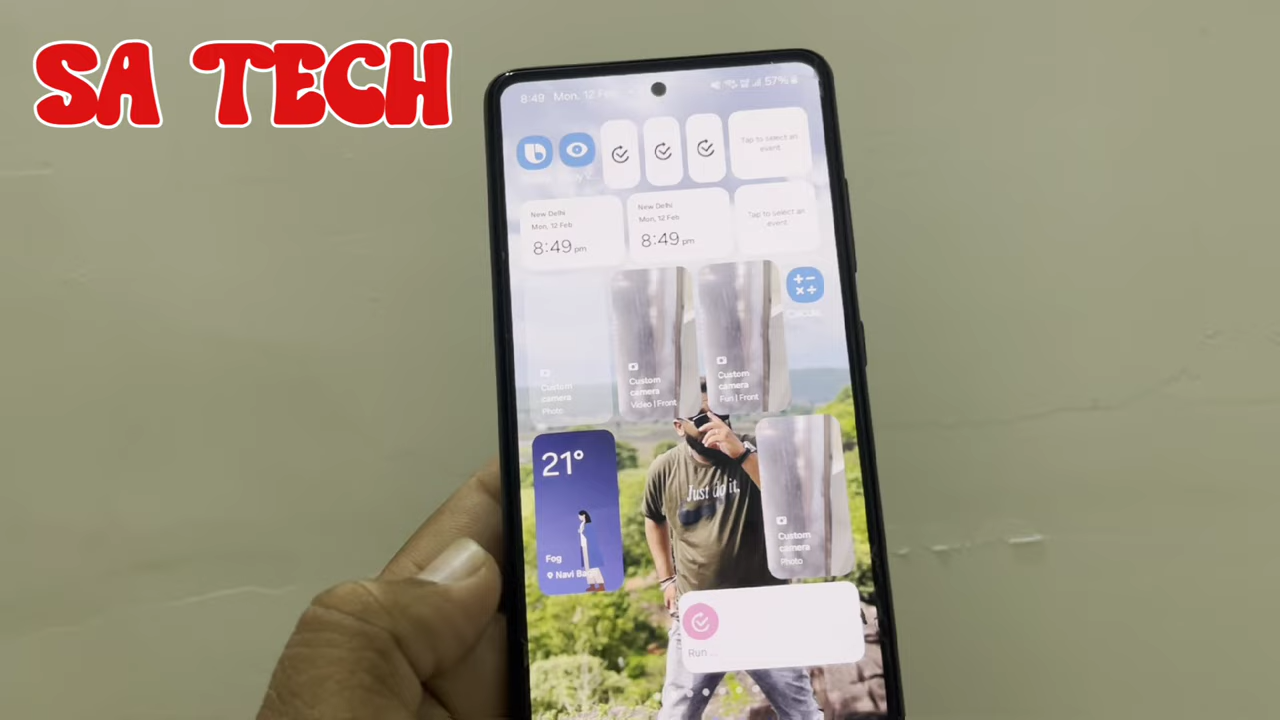 SA TECH
8:49 Mon, 12 Feb
57%
Tap to select an
event
New Delhi
Mon, 12 Feb
8:49 pm
New Delhi
Mon, 12 Feb
8:49 pm
Tap to select an
event
Custom
camera
Photo
Custom
camera
Video | Front
Custom
camera
Fun | Front
21°
Fog
Just do it.
Custom
camera
Photo
Run ...